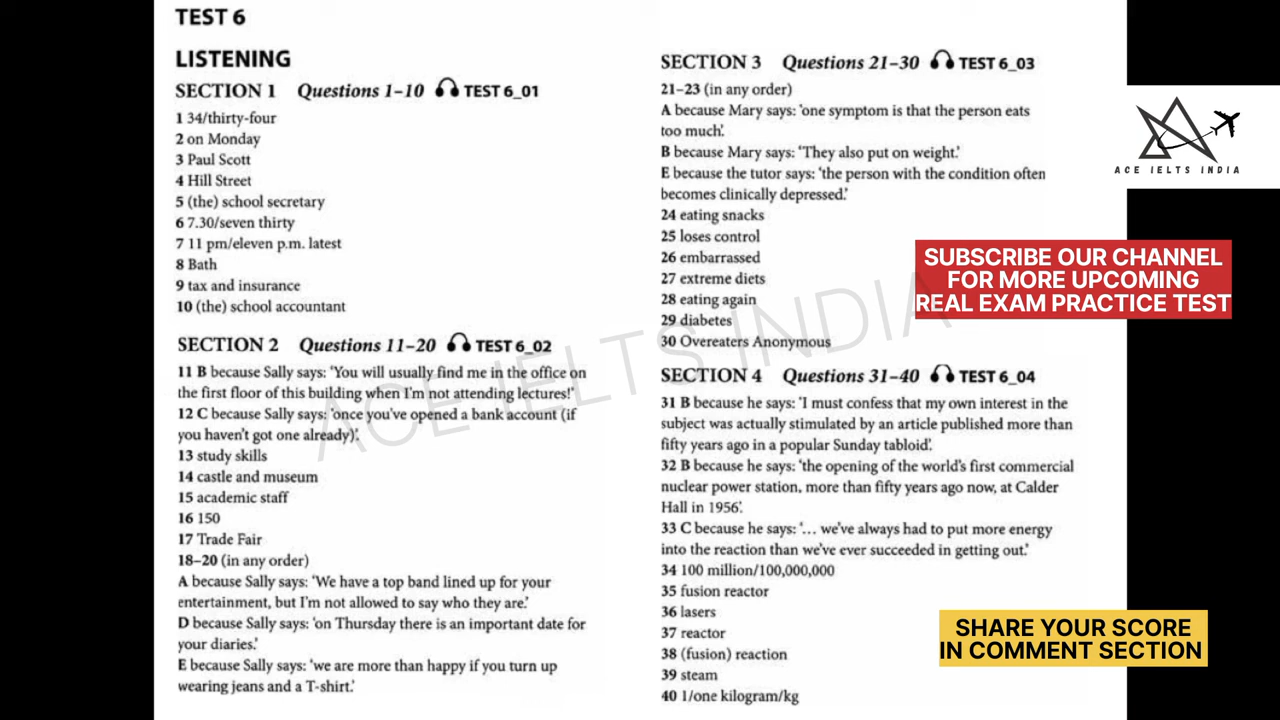 TEST 6
LISTENING
SECTION 1 Questions 1–10 TEST 6_01
1 34/thirty-four
2 on Monday
3 Paul Scott
4 Hill Street
5 (the) school secretary
6 7.30/seven thirty
7 11 pm/eleven p.m. latest
8 Bath
9 tax and insurance
10 (the) school accountant
SECTION 2 Questions 11–20 TEST 6_02
11 B because Sally says: 'You will usually find me in the office on
the first floor of this building when I'm not attending lectures!'
12 C because Sally says: 'once you've opened a bank account (if
you haven't got one already)'.
13 study skills
14 castle and museum
15 academic staff
16 150
17 Trade Fair
18–20 (in any order)
A because Sally says: 'We have a top band lined up for your
entertainment, but I'm not allowed to say who they are.'
D because Sally says: 'on Thursday there is an important date for
your diaries.'
E because Sally says: 'we are more than happy if you turn up
wearing jeans and a T-shirt.'
SECTION 3 Questions 21–30 TEST 6_03
21–23 (in any order)
A because Mary says: 'one symptom is that the person eats
too much'.
B because Mary says: 'They also put on weight.'
E because the tutor says: 'the person with the condition often
becomes clinically depressed.'
24 eating snacks
25 loses control
26 embarrassed
27 extreme diets
28 eating again
29 diabetes
30 Overeaters Anonymous
SECTION 4 Questions 31–40 TEST 6_04
31 B because he says: 'I must confess that my own interest in the
subject was actually stimulated by an article published more than
fifty years ago in a popular Sunday tabloid'.
32 B because he says: 'the opening of the world's first commercial
nuclear power station, more than fifty years ago now, at Calder
Hall in 1956'.
33 C because he says: '… we've always had to put more energy
into the reaction than we've ever succeeded in getting out.'
34 100 million/100,000,000
35 fusion reactor
36 lasers
37 reactor
38 (fusion) reaction
39 steam
40 1/one kilogram/kg
ACE IELTS INDIA
ACE IELTS INDIA
SUBSCRIBE OUR CHANNEL
FOR MORE UPCOMING
REAL EXAM PRACTICE TEST
SHARE YOUR SCORE
IN COMMENT SECTION